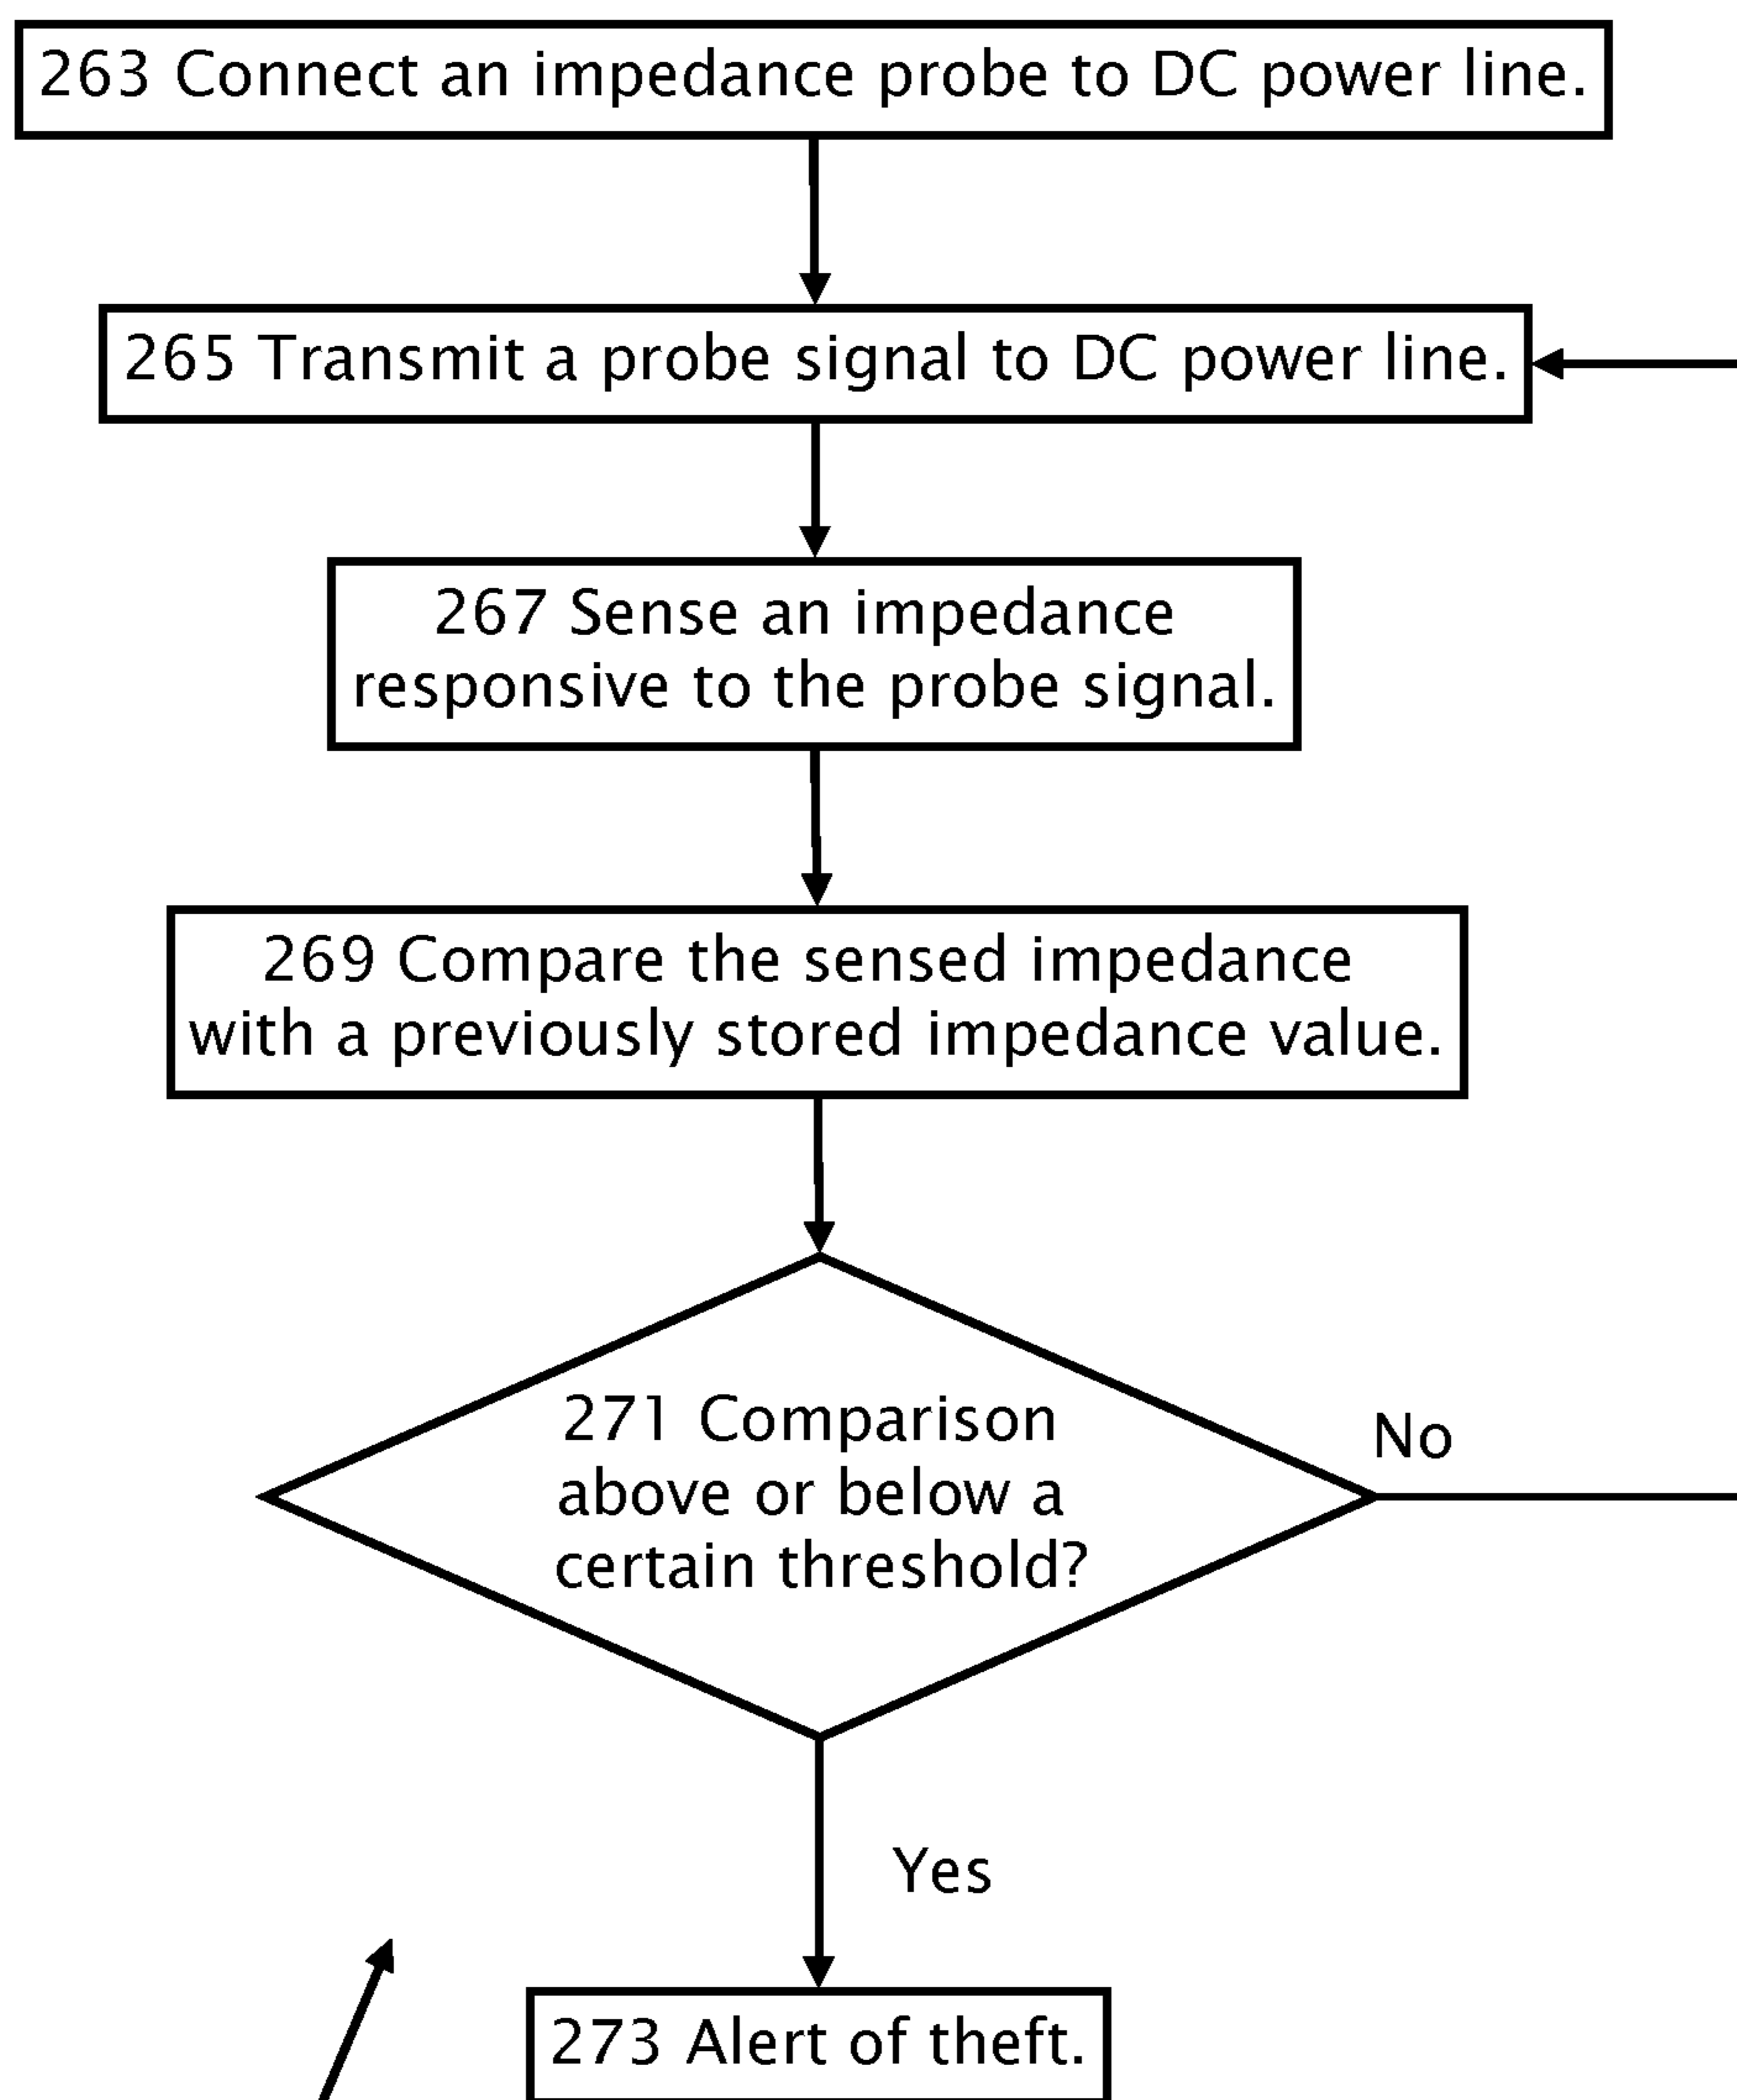 263 Connect an impedance probe to DC power line.
265 Transmit a probe signal to DC power line.
267 Sense an impedance
responsive to the probe signal.
269 Compare the sensed impedance
with a previously stored impedance value.
271 Comparison
above or below a
certain threshold?
No
Yes
273 Alert of theft.